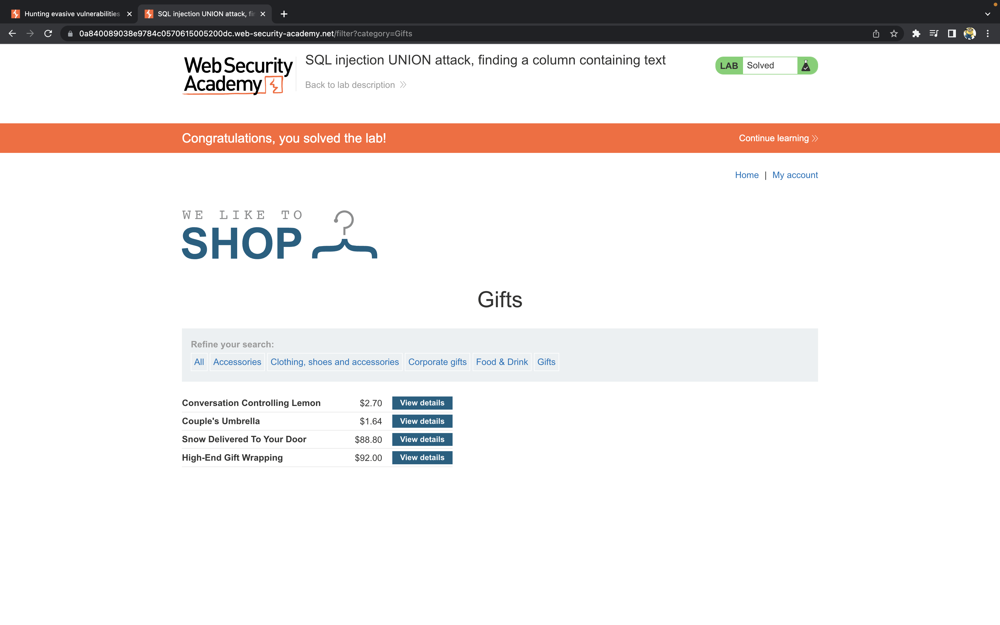 Hunting evasive vulnerabilities
SQL injection UNION attack, fin
0a840089038e9784c0570615005200dc.web-security-academy.net/filter?category=Gifts
WebSecurity
Academy
SQL injection UNION attack, finding a column containing text
Back to lab description
LAB Solved
Congratulations, you solved the lab!
Continue learning
Home | My account
WE LIKE TO
SHOP
Gifts
Refine your search:
All Accessories Clothing, shoes and accessories Corporate gifts Food & Drink Gifts
Conversation Controlling Lemon $2.70 View details
Couple's Umbrella $1.64 View details
Snow Delivered To Your Door $88.80 View details
High-End Gift Wrapping $92.00 View details